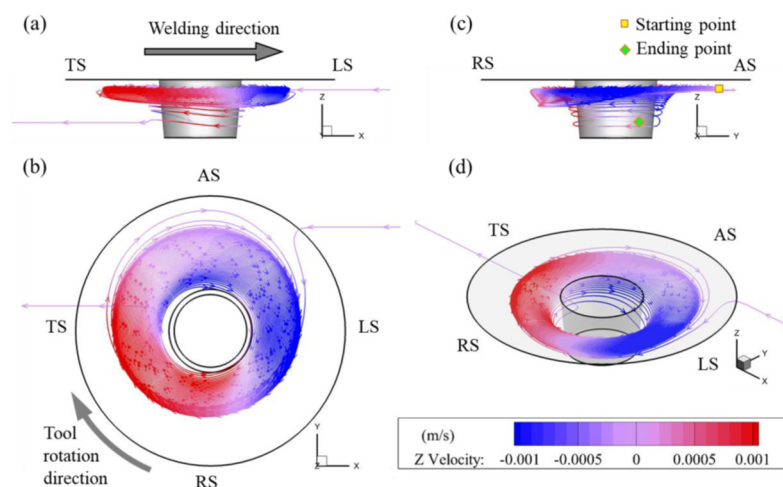 (a)
Welding direction
TS
LS
Z
X
(c)
Starting point
Ending point
RS
AS
Z
X
Y
(b)
AS
TS
LS
Tool
rotation
direction
RS
Y
Z
X
(d)
TS
AS
RS
LS
Z
Y
X
(m/s)
Z Velocity: -0.001 -0.0005 0 0.0005 0.001